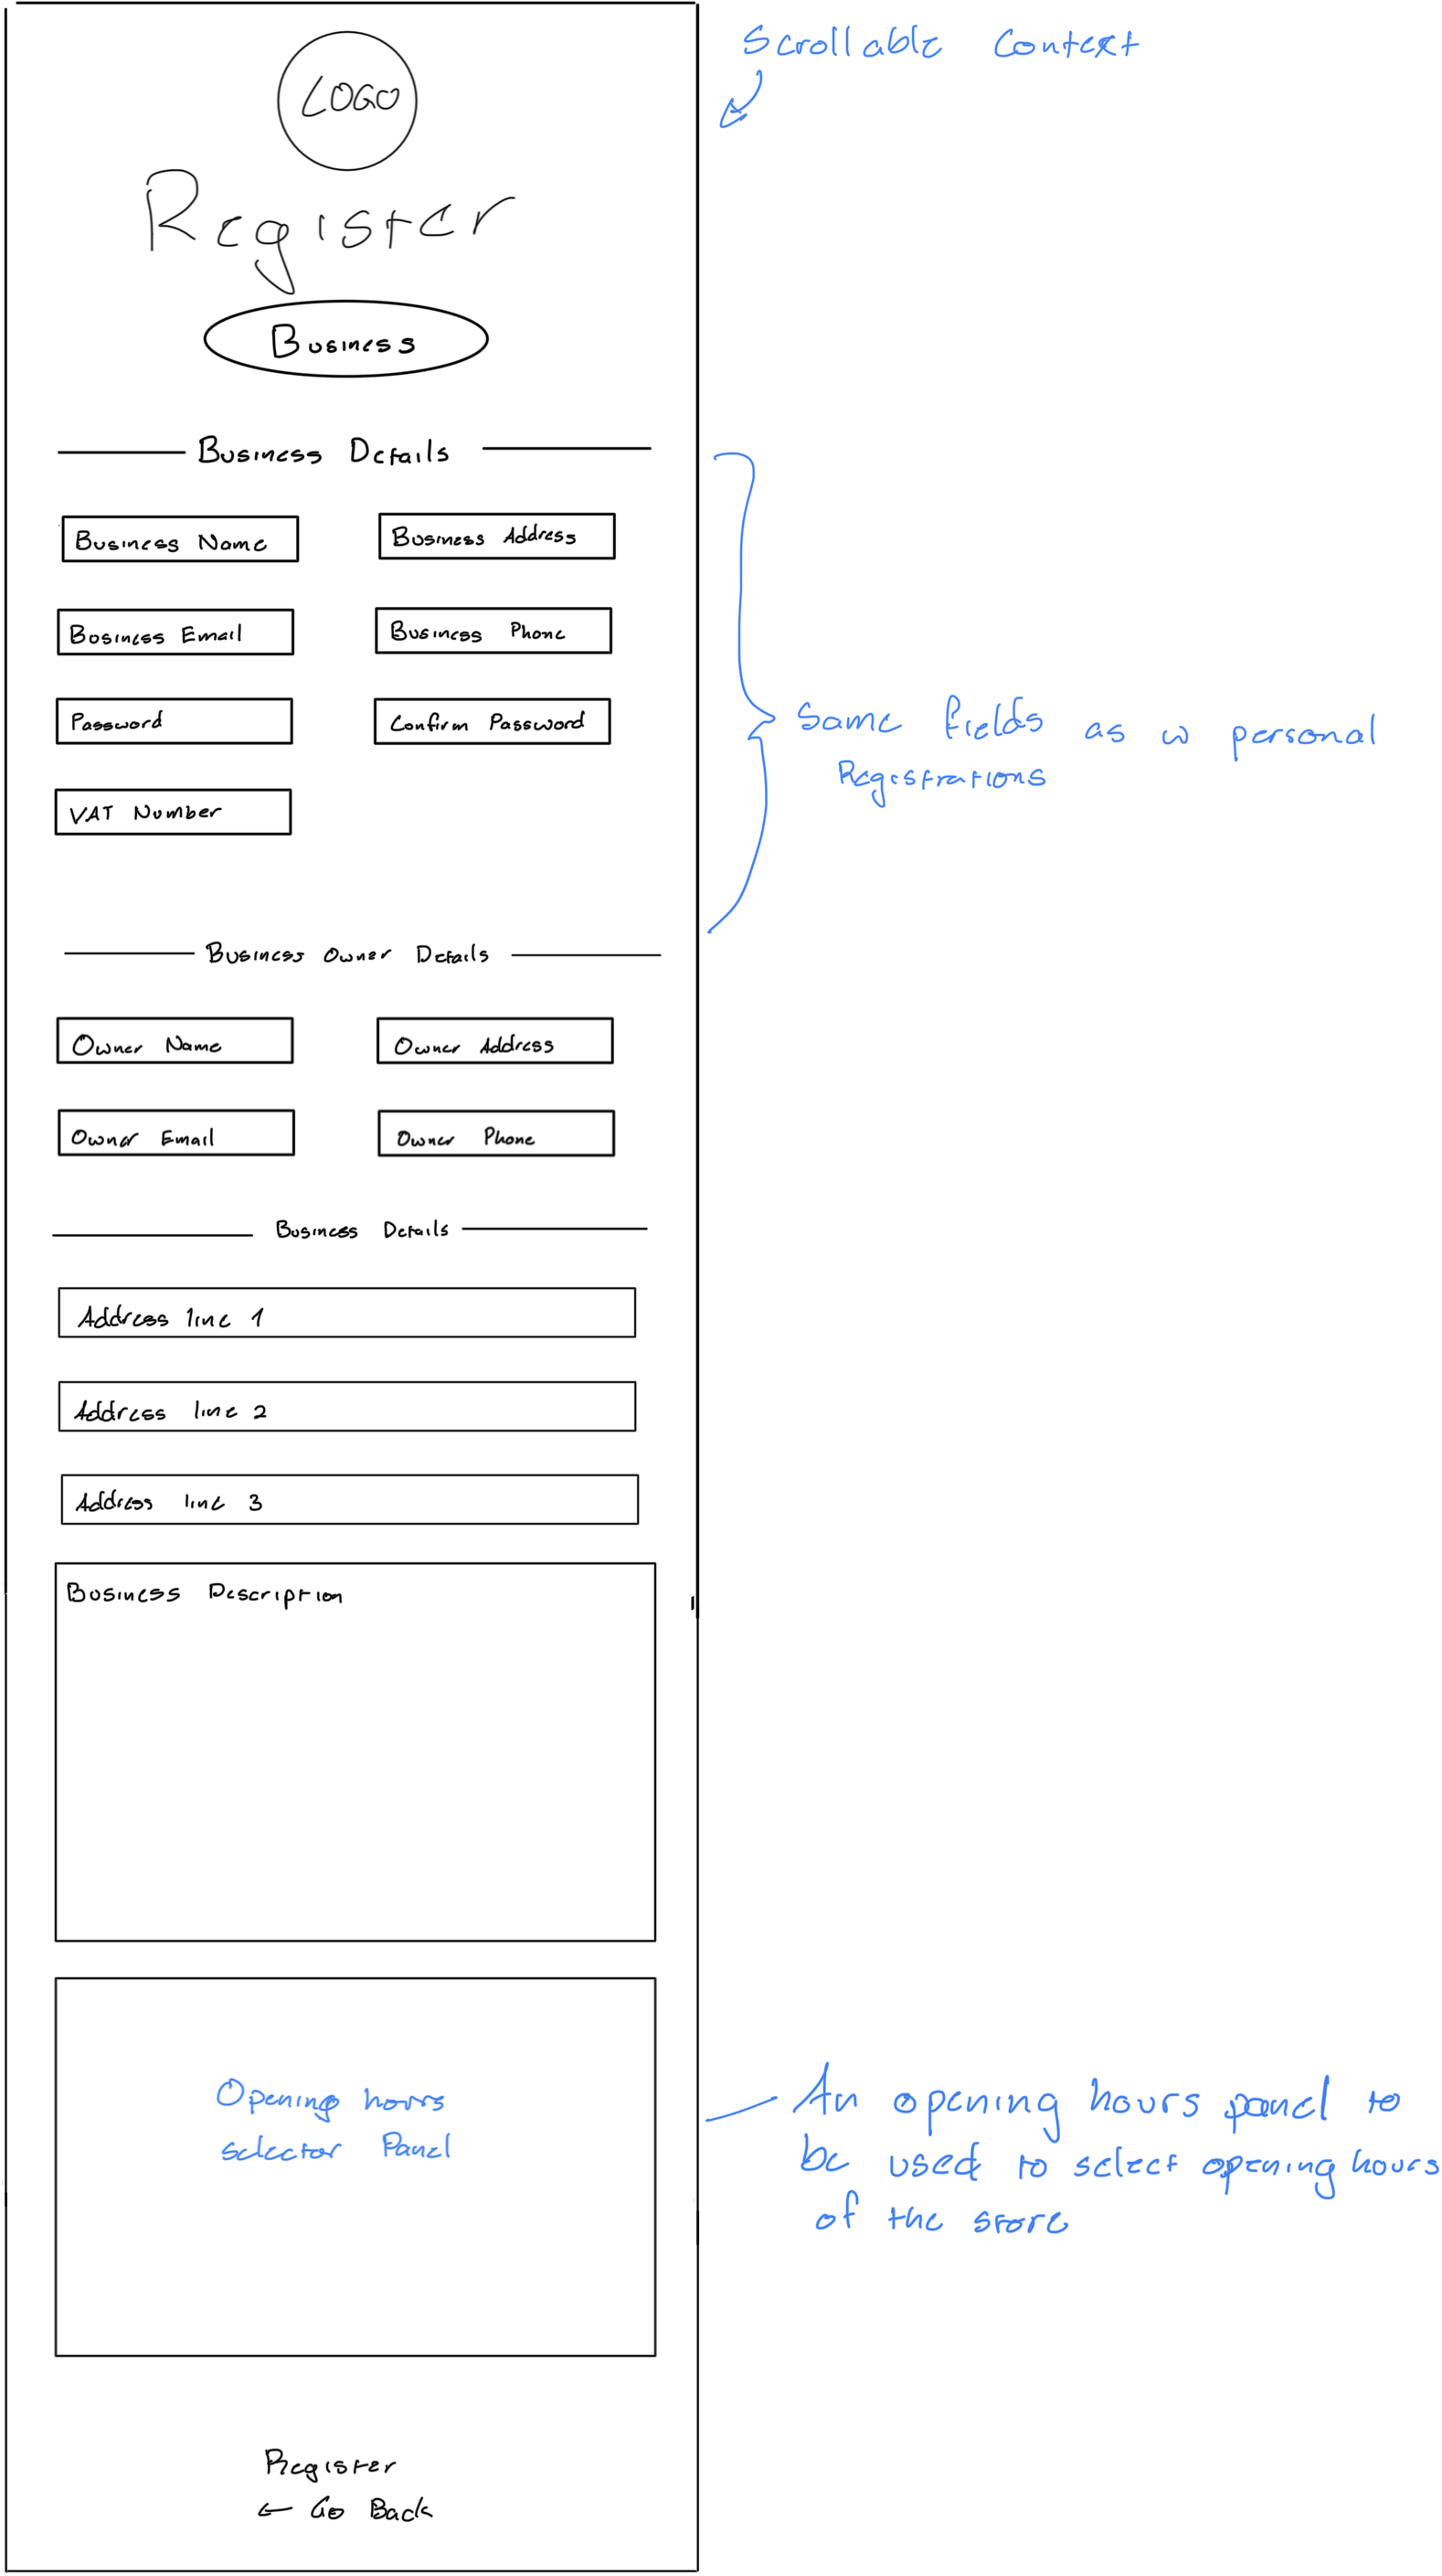 LOGO
Scrollable Context
Register
Business
Business Details
Business Name
Business Address
Business Email
Business Phone
Password
Confirm Password
Same fields as w personal
Registrations
VAT Number
Business Owner Details
Owner Name
Owner Address
Owner Email
Owner Phone
Business Details
Address line 1
Address line 2
Address line 3
Business Description
Opening hours
selector Panel
An opening hours panel to
be used to select opening hours
of the store
Register
← Go Back